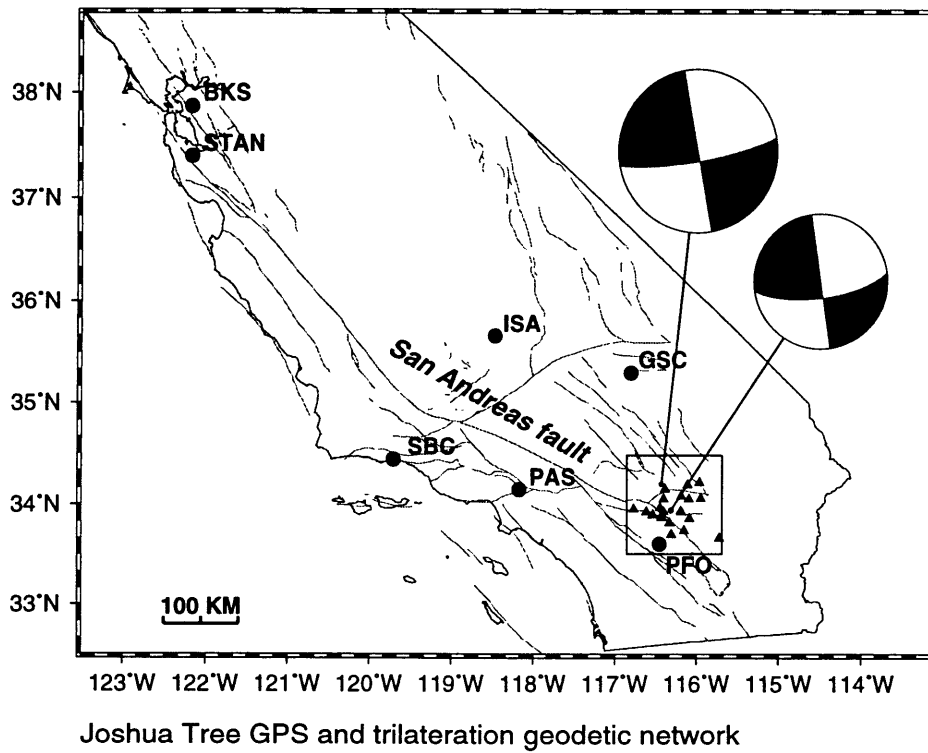 38°N
37°N
36°N
35°N
34°N
33°N
BKS
STAN
ISA
GSC
San Andreas fault
SBC
PAS
PFO
100 KM
123°W 122°W 120°W 119°W 118°W 117°W 116°W 115°W 114°W
Joshua Tree GPS and trilateration geodetic network